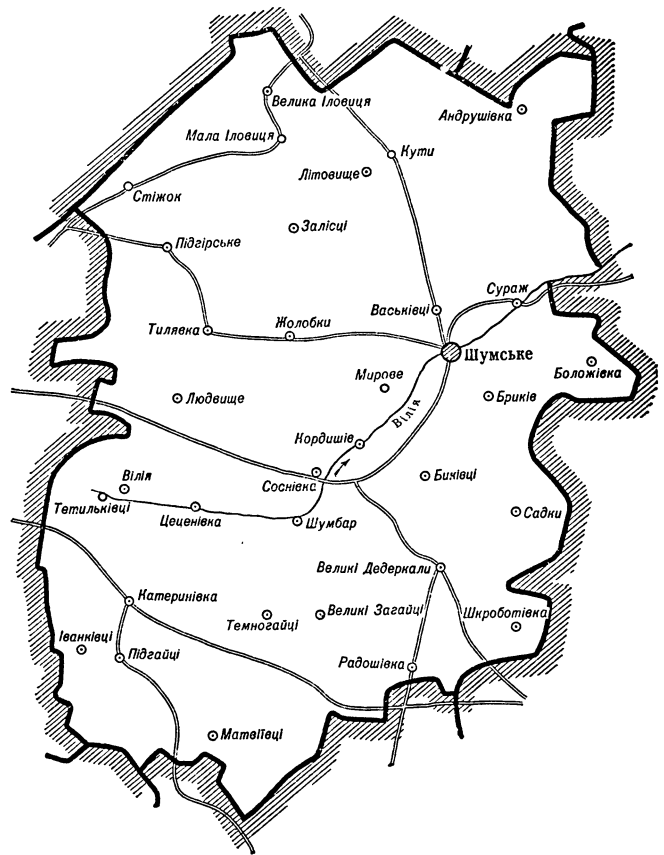 Велика Іловиця
Андрушівка
Мала Іловиця
Кути
Літовище
Стіжок
Залісці
Підгірське
Сураж
Васьківці
Тилявка
Жолобки
Шумське
Боложівка
Мирове
Людвище
Бриків
Вілія
Кордишів
Соснівка
Биківці
Вілія
Тетильківці
Цеценівка
Шумбар
Садки
Великі Дедеркали
Катеринівка
Темногайці
Великі Загайці
Шкроботівка
Іванківці
Підгайці
Радошівка
Матвіївці